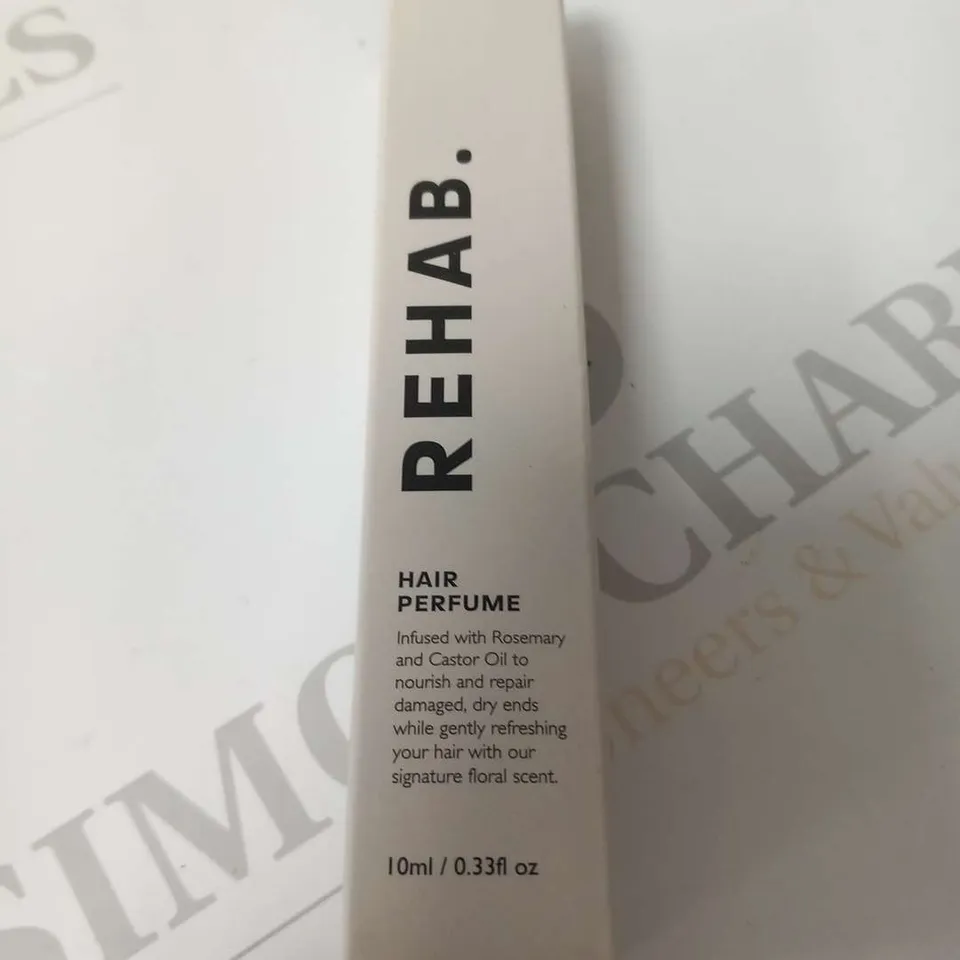 REHAB.
HAIR
PERFUME
Infused with Rosemary
and Castor Oil to
nourish and repair
damaged, dry ends
while gently refreshing
your hair with our
signature floral scent.
10ml / 0.33fl oz